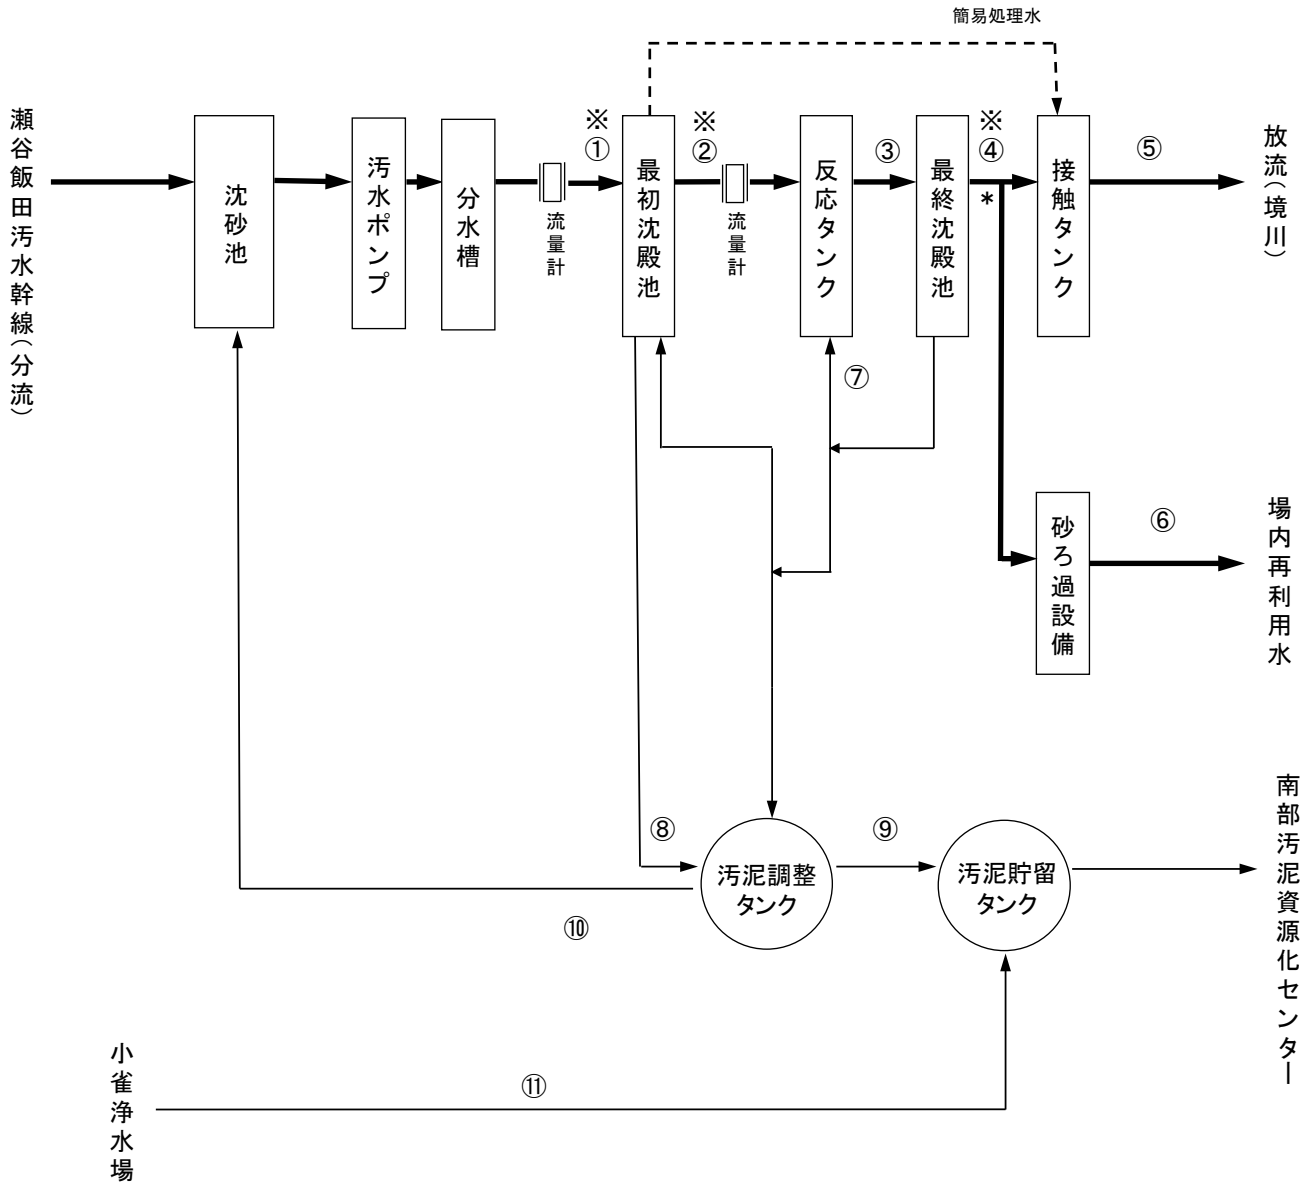 簡易処理水
瀬谷飯田汚水幹線(分流)
沈砂池
汚水ポンプ
分水槽
流量計
※
①
最初沈殿池
※
②
流量計
反応タンク
③
最終沈殿池
※
④
*
接触タンク
⑤
放流(境川)
⑦
砂ろ過設備
⑥
場内再利用水
⑧
汚泥調整
タンク
⑨
汚泥貯留
タンク
南部汚泥資源化センター
⑩
小雀浄水場
⑪